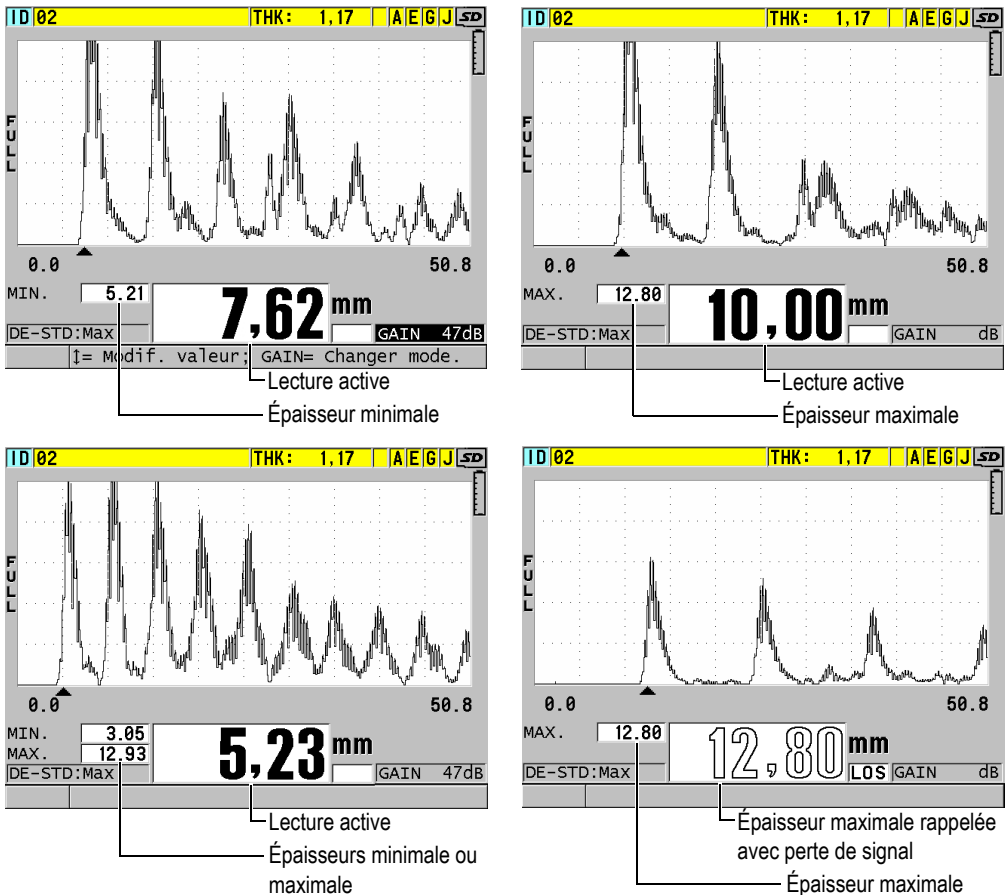 ID 02 THK: 1,17 A E G J SD
FULL
0.0 50.8
MIN. 5.21 7,62 mm
DE-STD:Max GAIN 47dB
↕= Modif. valeur; GAIN= Changer mode.
Lecture active
Épaisseur minimale
ID 02 THK: 1,17 A E G J SD
FULL
0.0 50.8
MAX. 12.80 10,00 mm
DE-STD:Max GAIN dB
Lecture active
Épaisseur maximale
ID 02 THK: 1,17 A E G J SD
FULL
0.0 50.8
MIN. 3.05
MAX. 12.93 5,23 mm
DE-STD:Max GAIN 47dB
Lecture active
Épaisseurs minimale ou
maximale
ID 02 THK: 1,17 A E G J SD
FULL
0.0 50.8
MAX. 12.80 12,80 mm
DE-STD:Max LOS GAIN dB
Épaisseur maximale rappelée
avec perte de signal
Épaisseur maximale